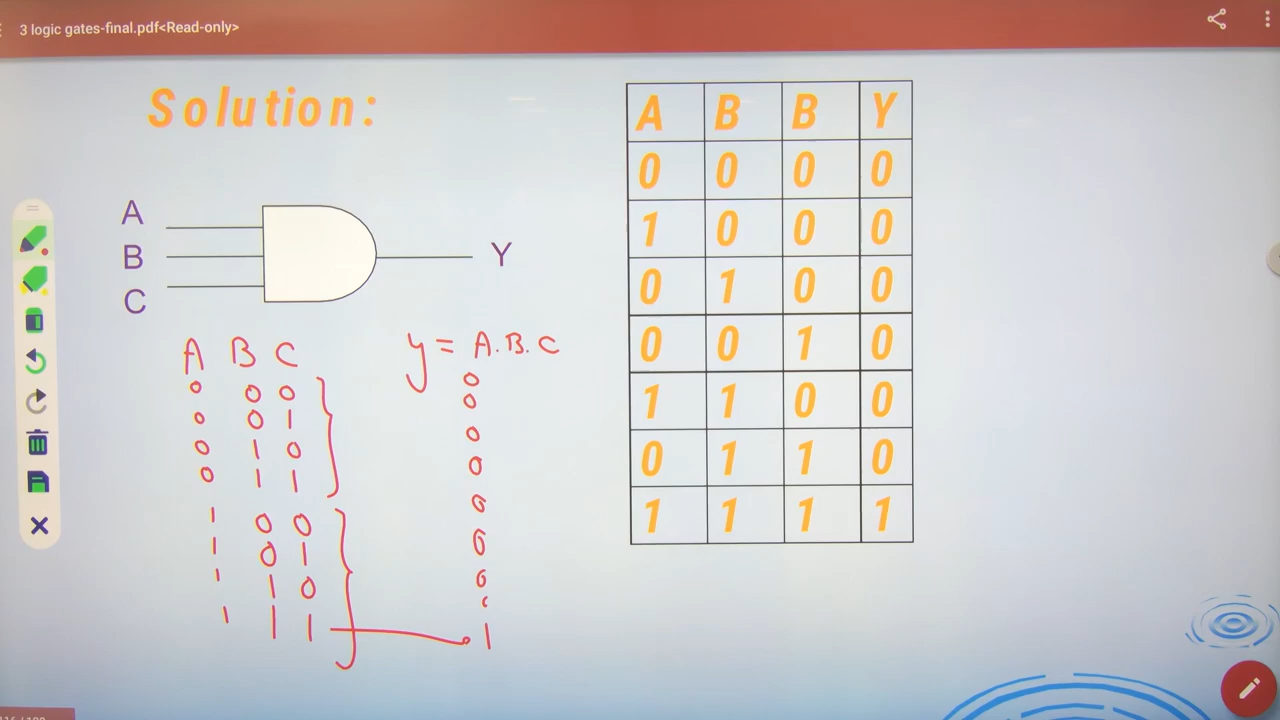 3 logic gates-final.pdf<Read-only>
Solution:
A
B
C
Y
A B C y = A.B.C
0 0 0 0
0 0 1 0
0 1 0 0
0 1 1 0
1 0 0 0
1 0 1 0
1 1 0 0
1 1 1 1
A B B Y
0 0 0 0
1 0 0 0
0 1 0 0
0 0 1 0
1 1 0 0
0 1 1 0
1 1 1 1